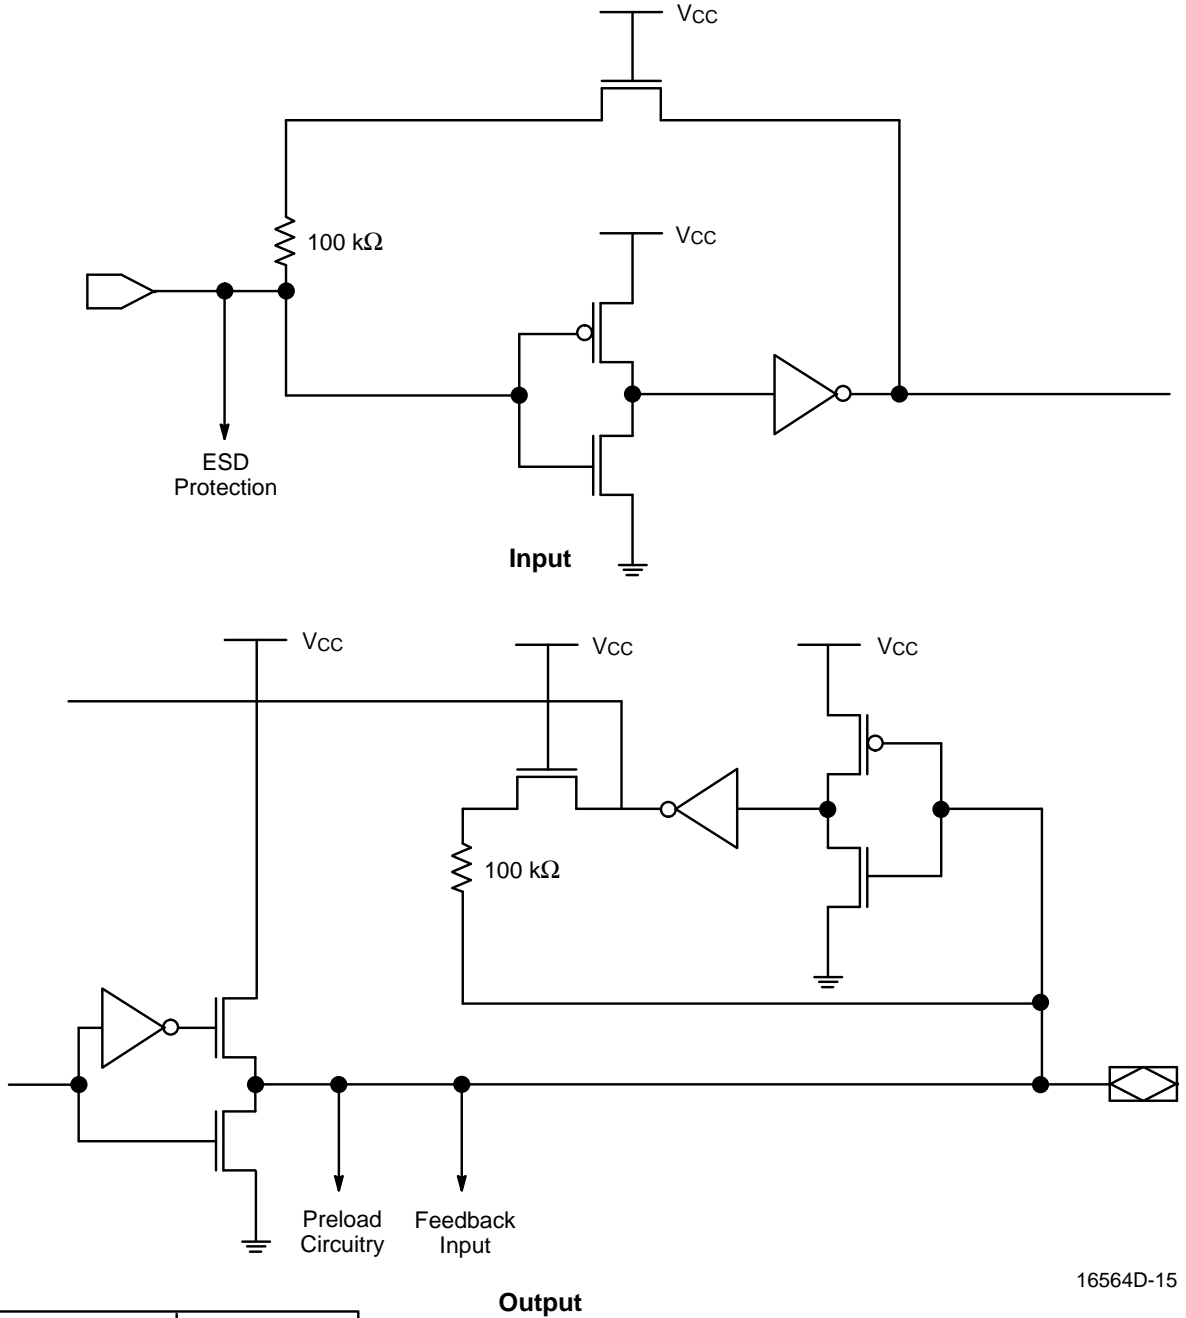 VCC
100 kΩ
VCC
ESD
Protection
Input
VCC
VCC
VCC
100 kΩ
Preload
Circuitry
Feedback
Input
16564D-15
Output